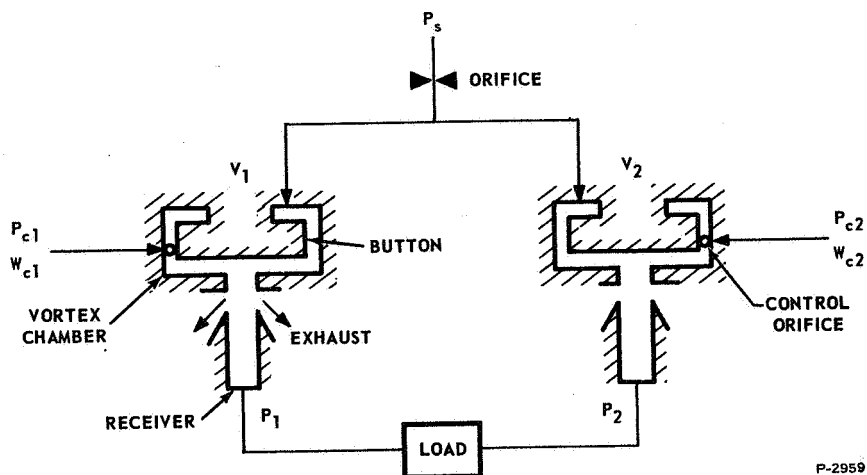 Ps
ORIFICE
V1
V2
Pc1
Wc1
BUTTON
Pc2
Wc2
VORTEX
CHAMBER
EXHAUST
CONTROL
ORIFICE
RECEIVER
P1
P2
LOAD
P-2959